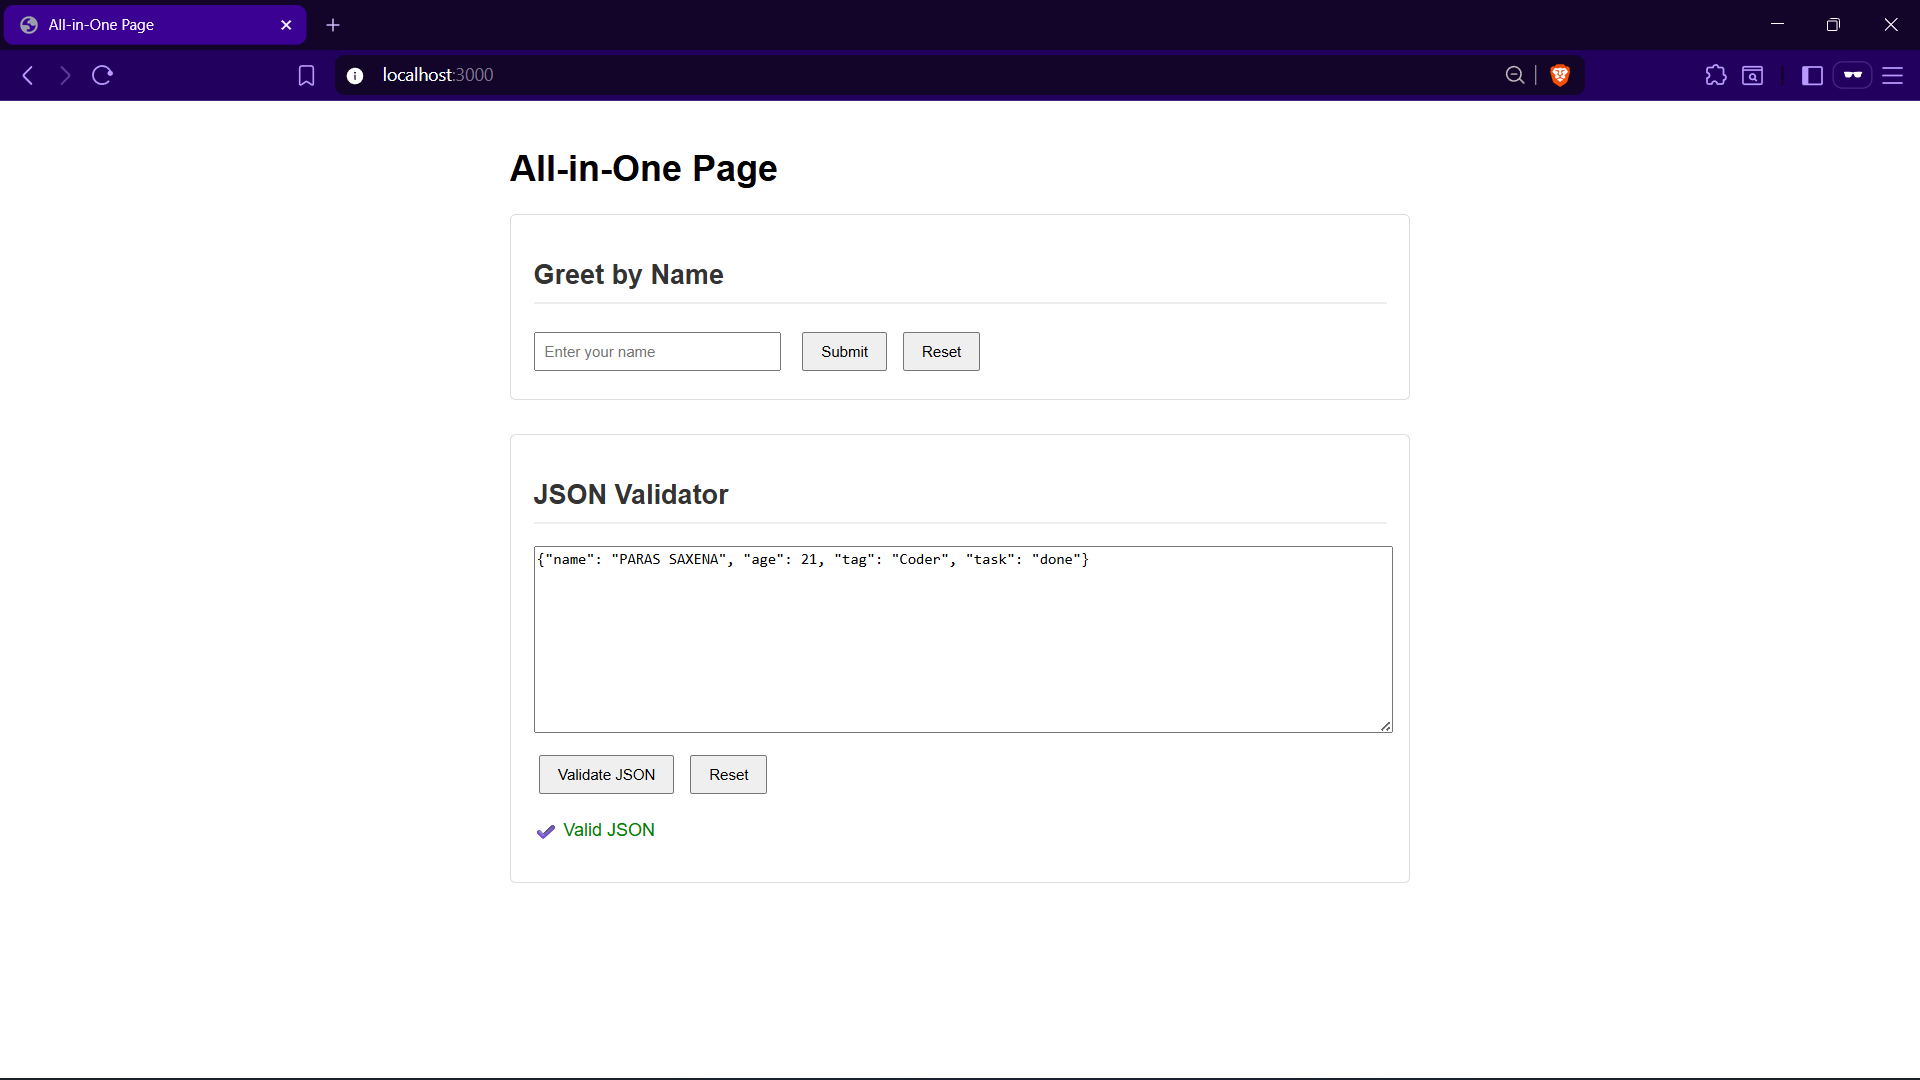 All-in-One Page
localhost:3000
All-in-One Page
Greet by Name
Enter your name
Submit
Reset
JSON Validator
{"name": "PARAS SAXENA", "age": 21, "tag": "Coder", "task": "done"}
Validate JSON
Reset
Valid JSON